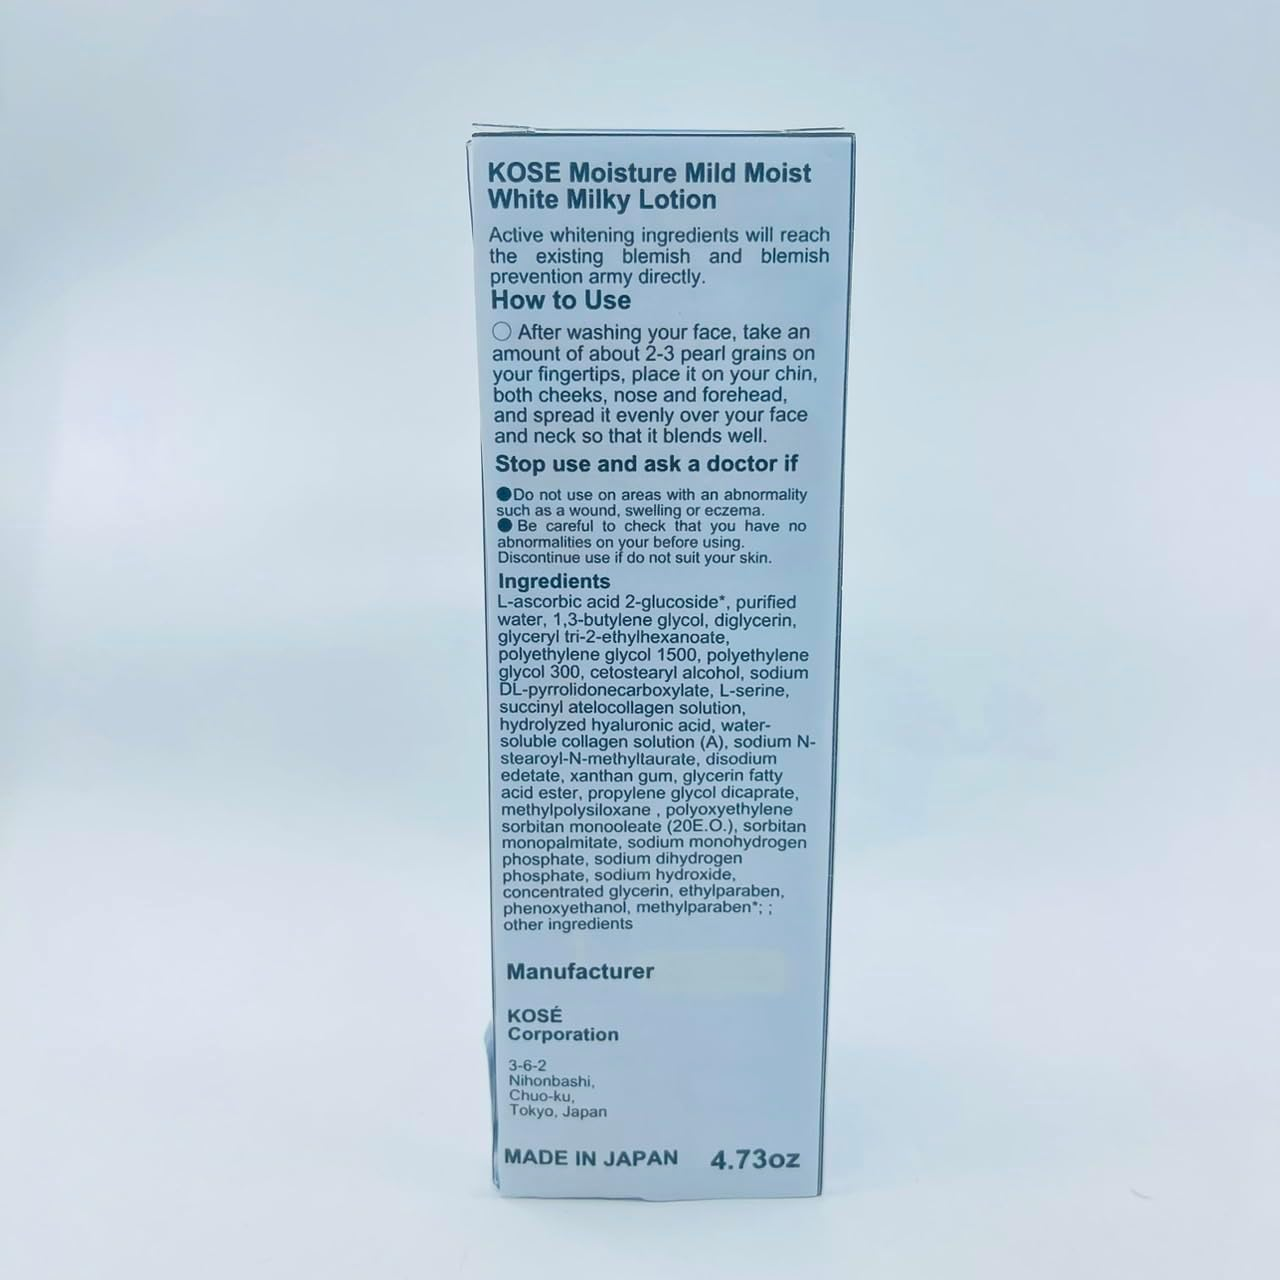 KOSE Moisture Mild Moist
White Milky Lotion
Active whitening ingredients will reach
the existing blemish and blemish
prevention army directly.
How to Use
○ After washing your face, take an
amount of about 2-3 pearl grains on
your fingertips, place it on your chin,
both cheeks, nose and forehead,
and spread it evenly over your face
and neck so that it blends well.
Stop use and ask a doctor if
●Do not use on areas with an abnormality
such as a wound, swelling or eczema.
● Be careful to check that you have no
abnormalities on your before using.
Discontinue use if do not suit your skin.
Ingredients
L-ascorbic acid 2-glucoside*, purified
water, 1,3-butylene glycol, diglycerin,
glyceryl tri-2-ethylhexanoate,
polyethylene glycol 1500, polyethylene
glycol 300, cetostearyl alcohol, sodium
DL-pyrrolidonecarboxylate, L-serine,
succinyl atelocollagen solution,
hydrolyzed hyaluronic acid, water-
soluble collagen solution (A), sodium N-
stearoyl-N-methyltaurate, disodium
edetate, xanthan gum, glycerin fatty
acid ester, propylene glycol dicaprate,
methylpolysiloxane , polyoxyethylene
sorbitan monooleate (20E.O.), sorbitan
monopalmitate, sodium monohydrogen
phosphate, sodium dihydrogen
phosphate, sodium hydroxide,
concentrated glycerin, ethylparaben,
phenoxyethanol, methylparaben*; ;
other ingredients
Manufacturer
KOSÉ
Corporation
3-6-2
Nihonbashi,
Chuo-ku,
Tokyo, Japan
MADE IN JAPAN 4.73oz